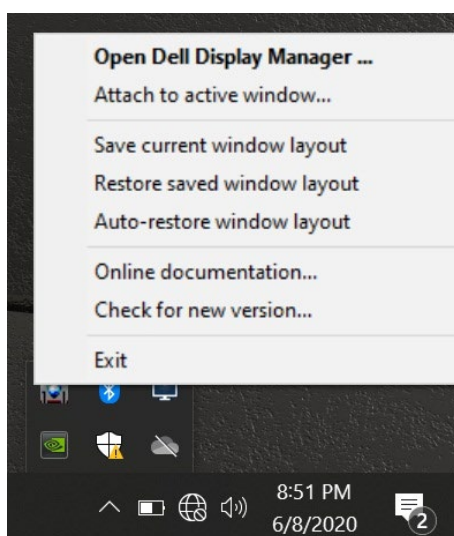 Open Dell Display Manager ...
Attach to active window...
Save current window layout
Restore saved window layout
Auto-restore window layout
Online documentation...
Check for new version...
Exit
8:51 PM
6/8/2020
2